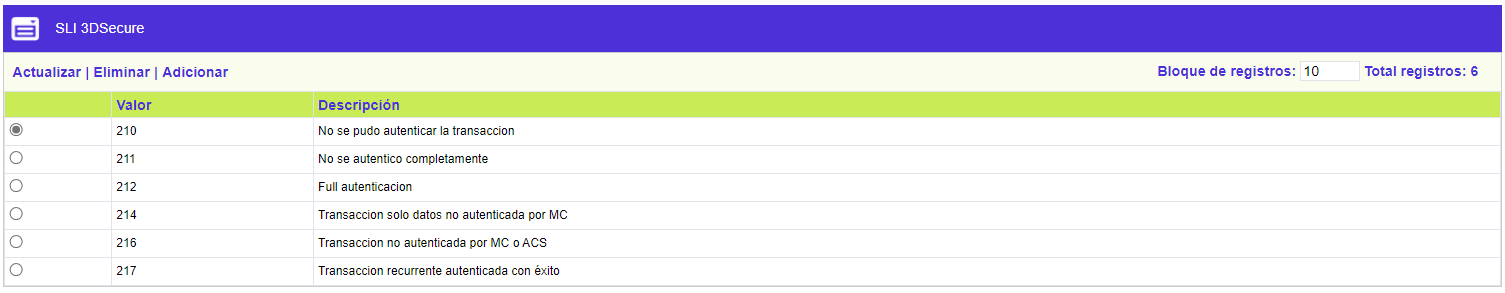 SLI 3DSecure
Actualizar | Eliminar | Adicionar Bloque de registros: 10 Total registros: 6
Valor Descripción
210 No se pudo autenticar la transaccion
211 No se autentico completamente
212 Full autenticacion
214 Transaccion solo datos no autenticada por MC
216 Transaccion no autenticada por MC o ACS
217 Transaccion recurrente autenticada con éxito